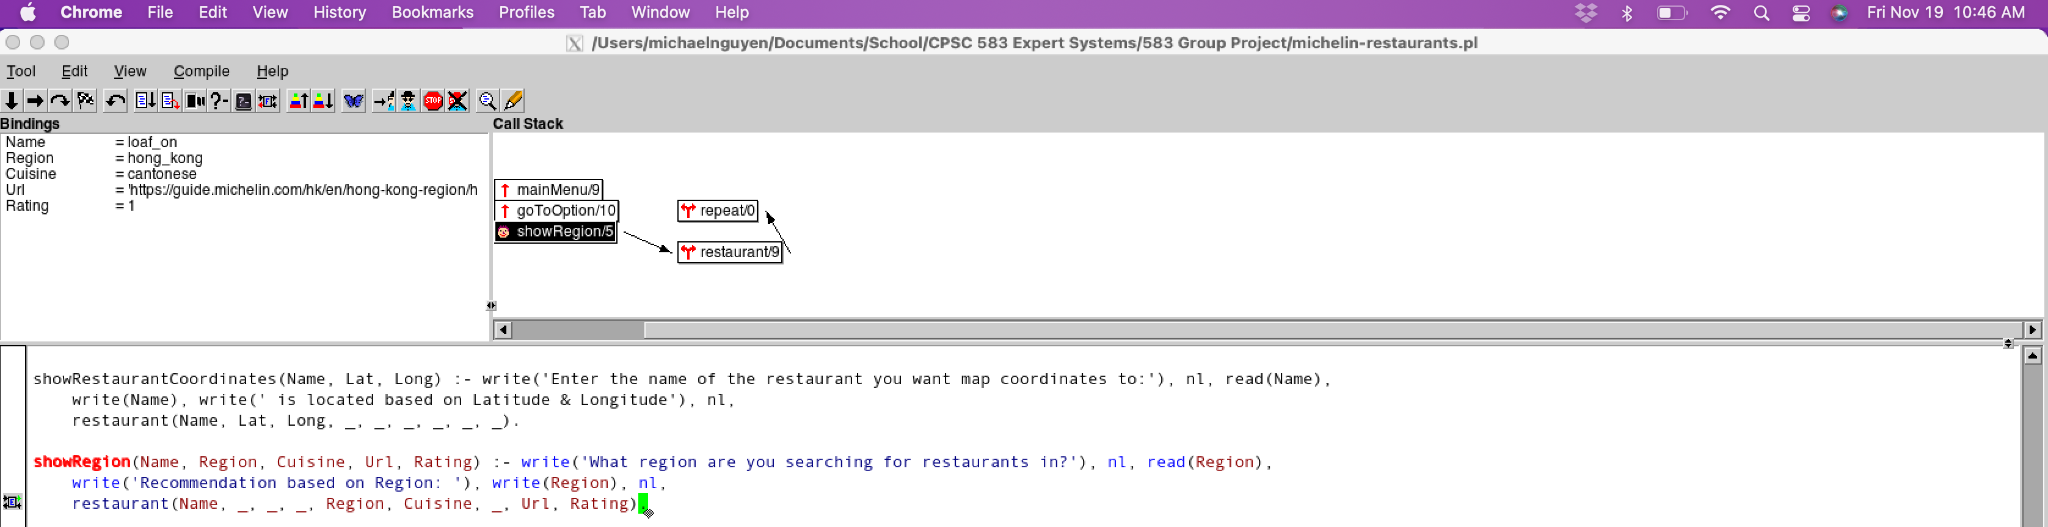 Chrome File Edit View History Bookmarks Profiles Tab Window Help Fri Nov 19 10:46 AM
/Users/michaelnguyen/Documents/School/CPSC 583 Expert Systems/583 Group Project/michelin-restaurants.pl
Tool Edit View Compile Help
STOP
Bindings
Name = loaf_on
Region = hong_kong
Cuisine = cantonese
Url = 'https://guide.michelin.com/hk/en/hong-kong-region/h
Rating = 1
Call Stack
mainMenu/9
goToOption/10 repeat/0
showRegion/5
restaurant/9
showRestaurantCoordinates(Name, Lat, Long) :- write('Enter the name of the restaurant you want map coordinates to:'), nl, read(Name),
write(Name), write(' is located based on Latitude & Longitude'), nl,
restaurant(Name, Lat, Long, _, _, _, _, _, _).
showRegion(Name, Region, Cuisine, Url, Rating) :- write('What region are you searching for restaurants in?'), nl, read(Region),
write('Recommendation based on Region: '), write(Region), nl,
restaurant(Name, _, _, _, Region, Cuisine, _, Url, Rating).